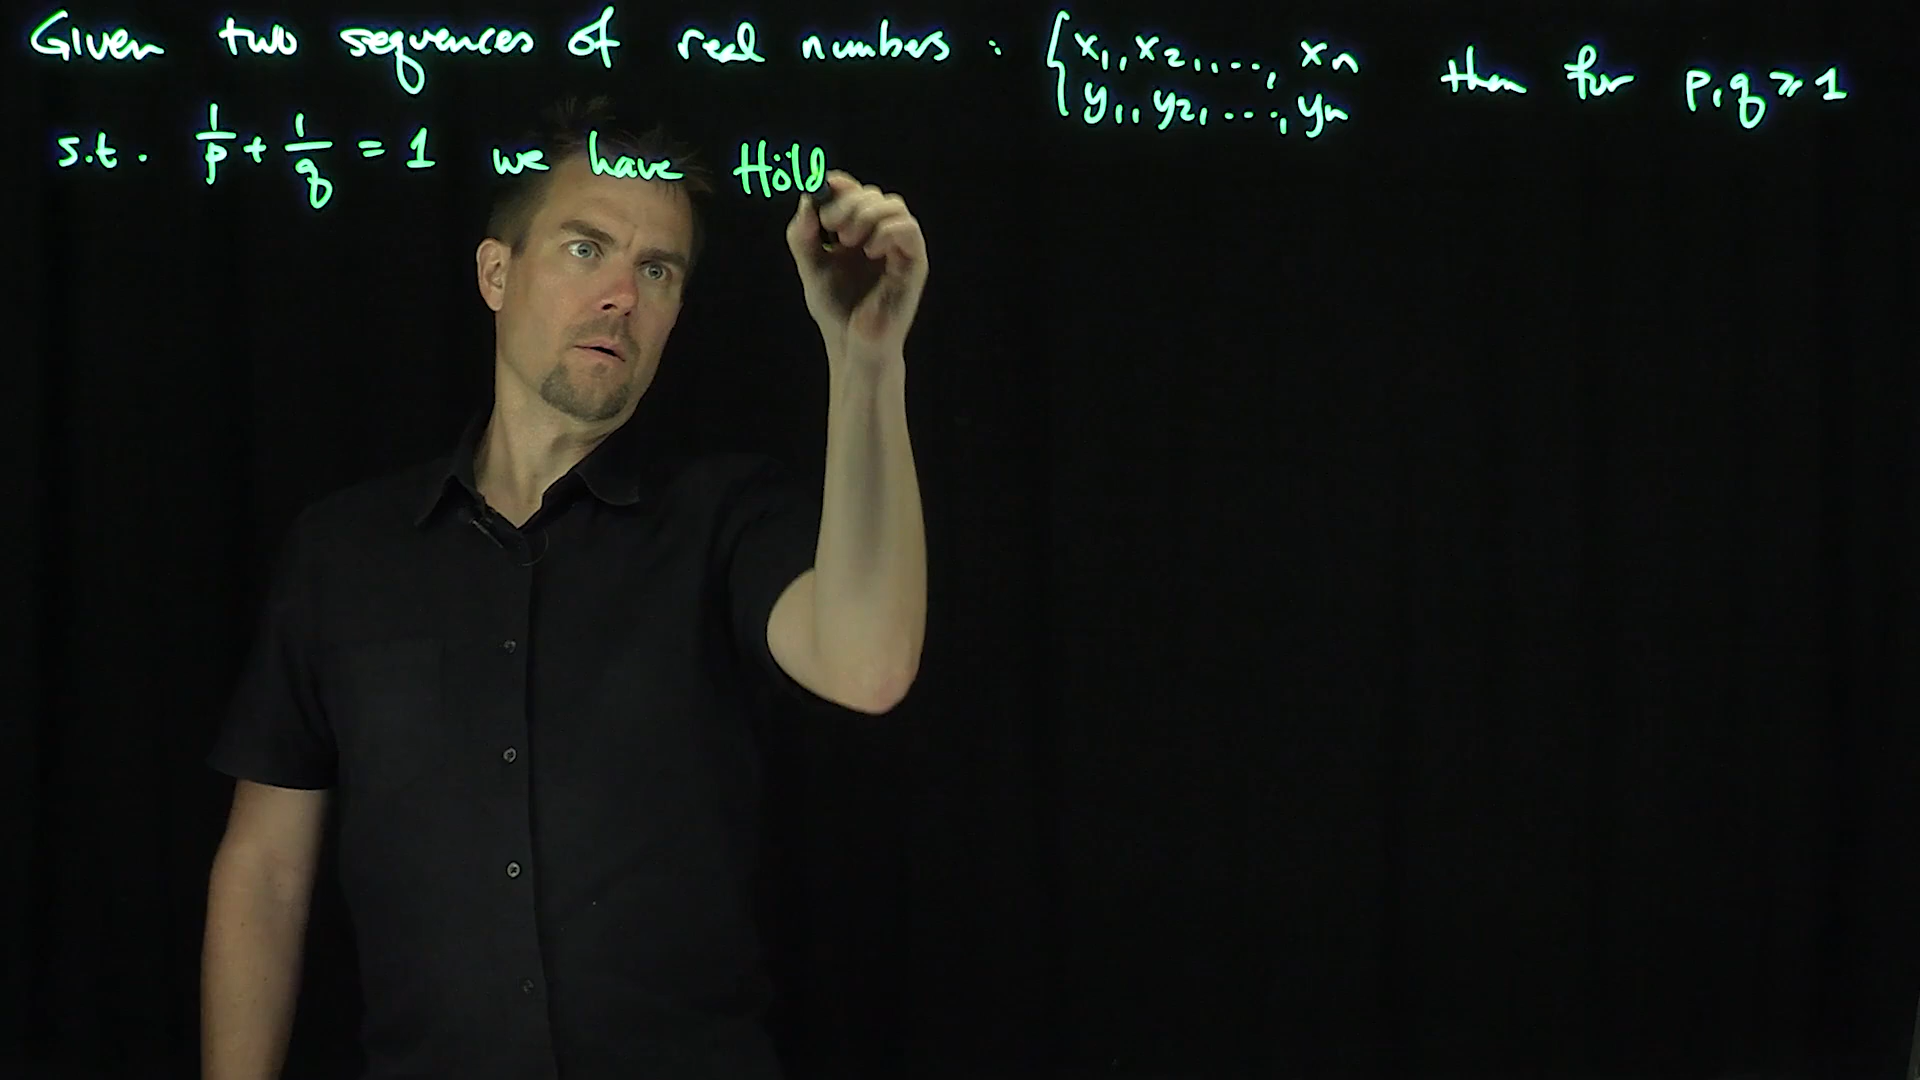 Given two sequences of real numbers : { x₁, x₂, ..., xₙ then for p, q ≥ 1
y₁, y₂, ..., yₙ
s.t. 1/p + 1/q = 1 we have Höld